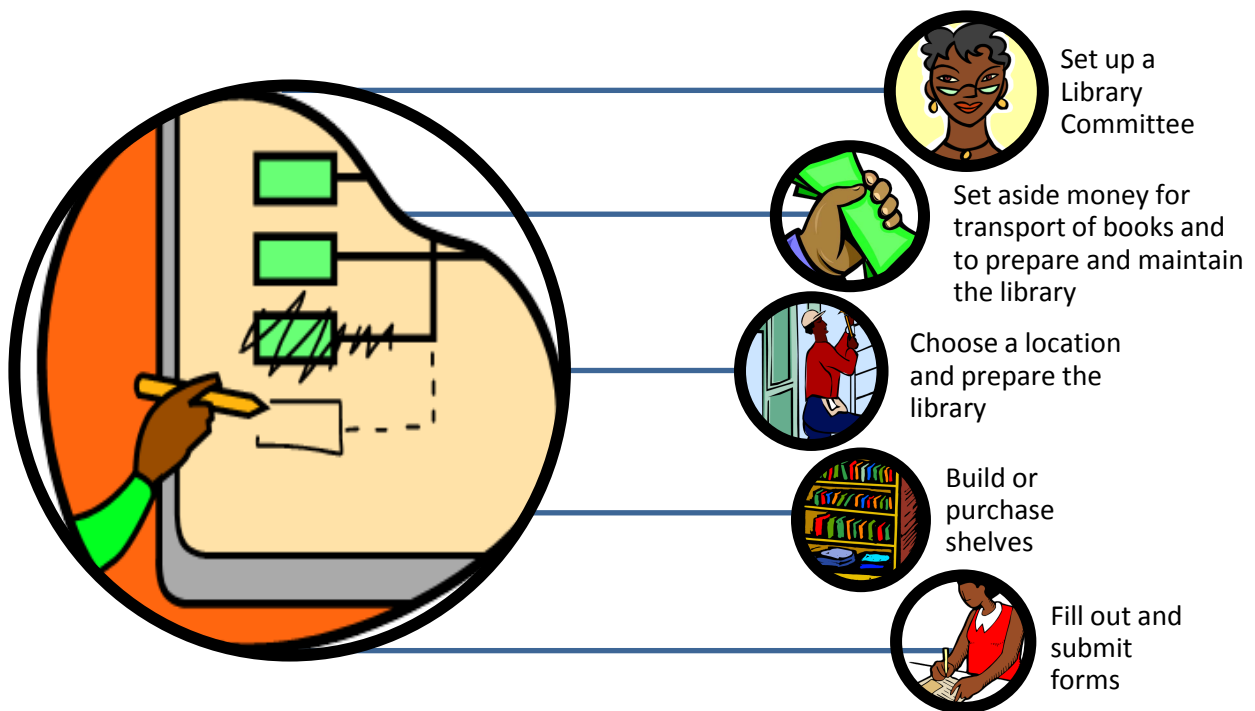 Set up a
Library
Committee
Set aside money for
transport of books and
to prepare and maintain
the library
Choose a location
and prepare the
library
Build or
purchase
shelves
Fill out and
submit
forms